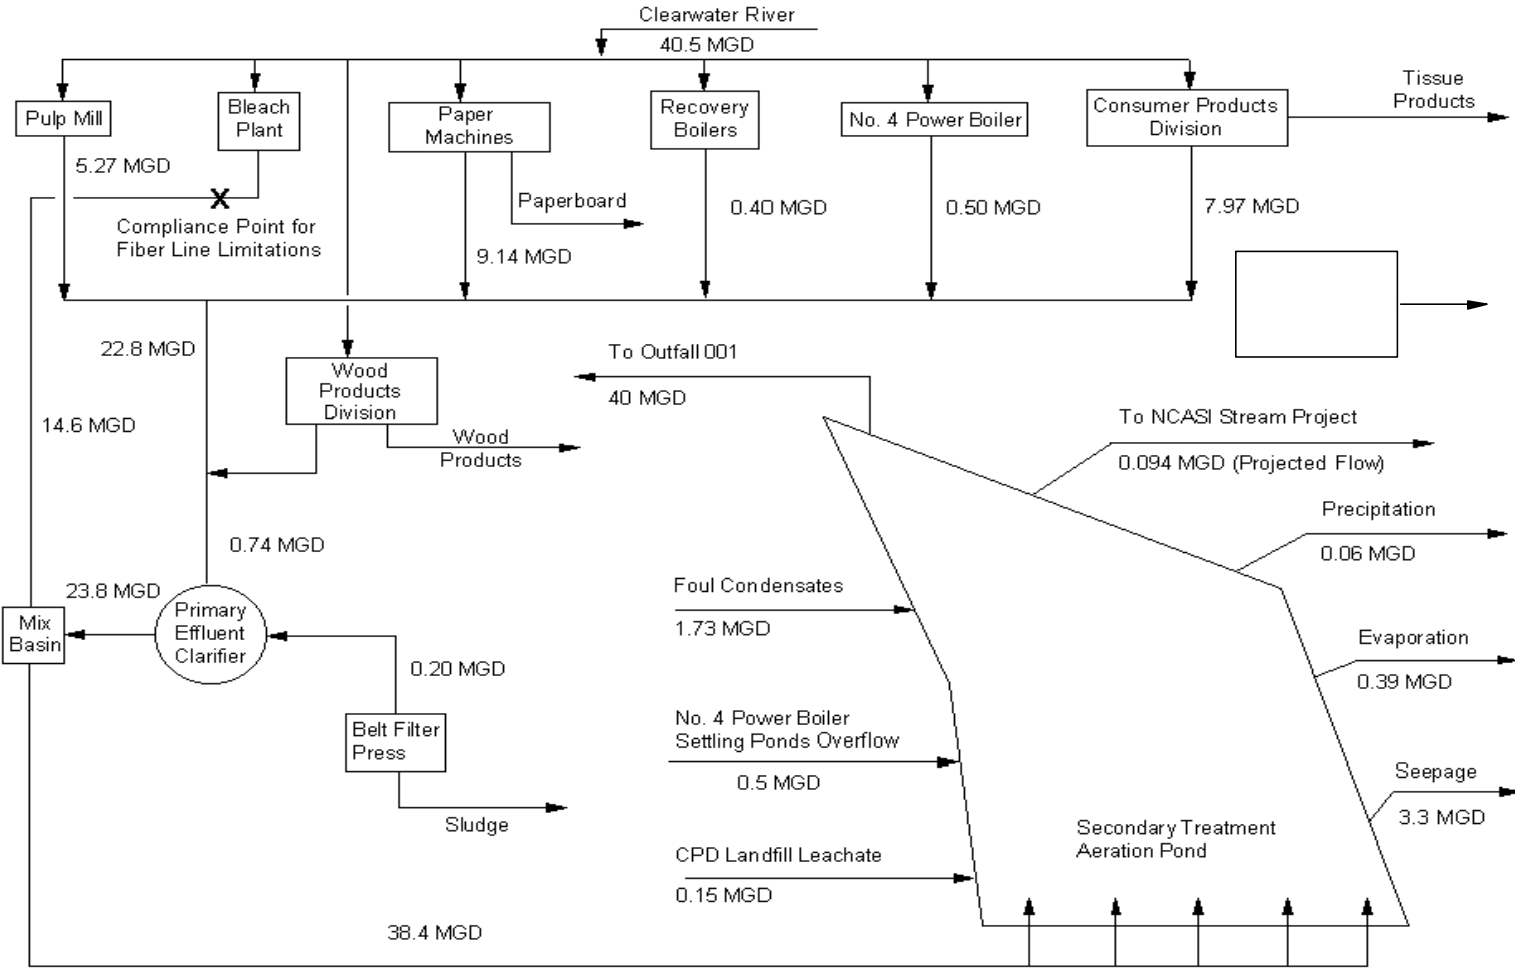 Clearwater River
40.5 MGD
Tissue
Products
Pulp Mill
Bleach
Plant
Paper
Machines
Recovery
Boilers
No. 4 Power Boiler
Consumer Products
Division
5.27 MGD
X
Compliance Point for
Fiber Line Limitations
Paperboard
9.14 MGD
0.40 MGD
0.50 MGD
7.97 MGD
22.8 MGD
14.6 MGD
Wood
Products
Division
Wood
Products
To Outfall 001
40 MGD
To NCASI Stream Project
0.094 MGD (Projected Flow)
Precipitation
0.06 MGD
0.74 MGD
23.8 MGD
Mix
Basin
Primary
Effluent
Clarifier
0.20 MGD
Belt Filter
Press
Sludge
Foul Condensates
1.73 MGD
Evaporation
0.39 MGD
No. 4 Power Boiler
Settling Ponds Overflow
0.5 MGD
Seepage
3.3 MGD
Secondary Treatment
Aeration Pond
CPD Landfill Leachate
0.15 MGD
38.4 MGD